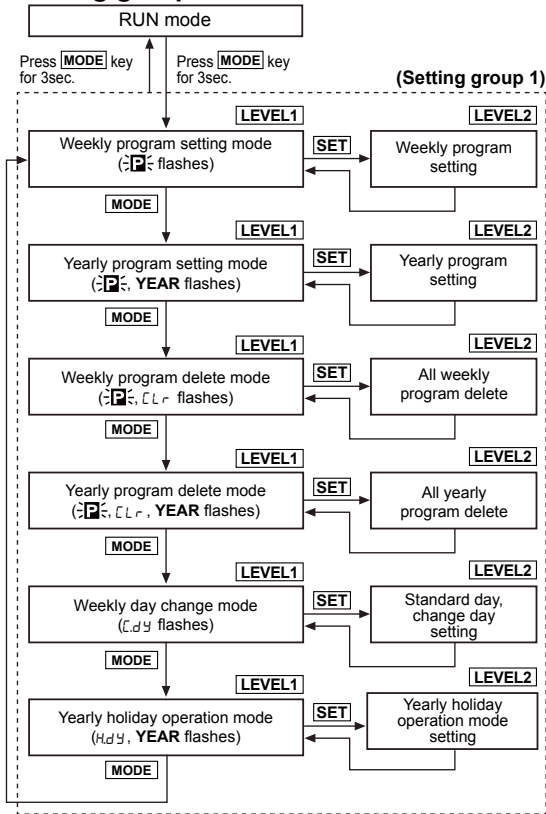 RUN mode
Press MODE key
for 3sec.
Press MODE key
for 3sec.
(Setting group 1)
LEVEL1
LEVEL2
Weekly program setting mode
(P flashes)
SET
Weekly program
setting
MODE
LEVEL1
LEVEL2
Yearly program setting mode
(P, YEAR flashes)
SET
Yearly program
setting
MODE
LEVEL1
LEVEL2
Weekly program delete mode
(P, CLr flashes)
SET
All weekly
program delete
MODE
LEVEL1
LEVEL2
Yearly program delete mode
(P, CLr, YEAR flashes)
SET
All yearly
program delete
MODE
LEVEL1
LEVEL2
Weekly day change mode
(C.dy flashes)
SET
Standard day,
change day
setting
MODE
LEVEL1
LEVEL2
Yearly holiday operation mode
(H.dy, YEAR flashes)
SET
Yearly holiday
operation mode
setting
MODE